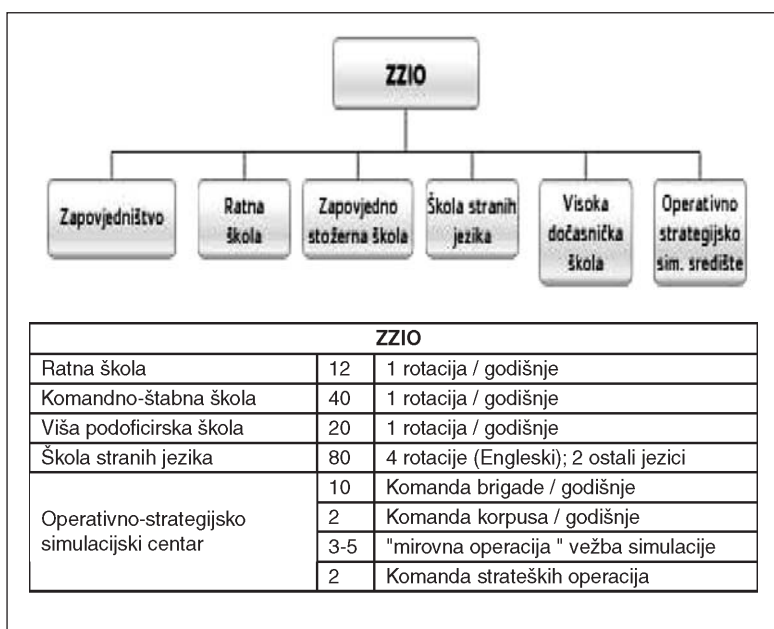 ZZIO
Zapovjedništvo
Ratna
škola
Zapovjedno
stožerna škola
Škola stranih
jezika
Visoka
dočasnička
škola
Operativno
strategijsko
sim. središte
ZZIO
Ratna škola 12 1 rotacija / godišnje
Komandno-štabna škola 40 1 rotacija / godišnje
Viša podoficirska škola 20 1 rotacija / godišnje
Škola stranih jezika 80 4 rotacije (Engleski); 2 ostali jezici
Operativno-strategijsko
simulacijski centar
10 Komanda brigade / godišnje
2 Komanda korpusa / godišnje
3-5 "mirovna operacija " vežba simulacije
2 Komanda strateških operacija